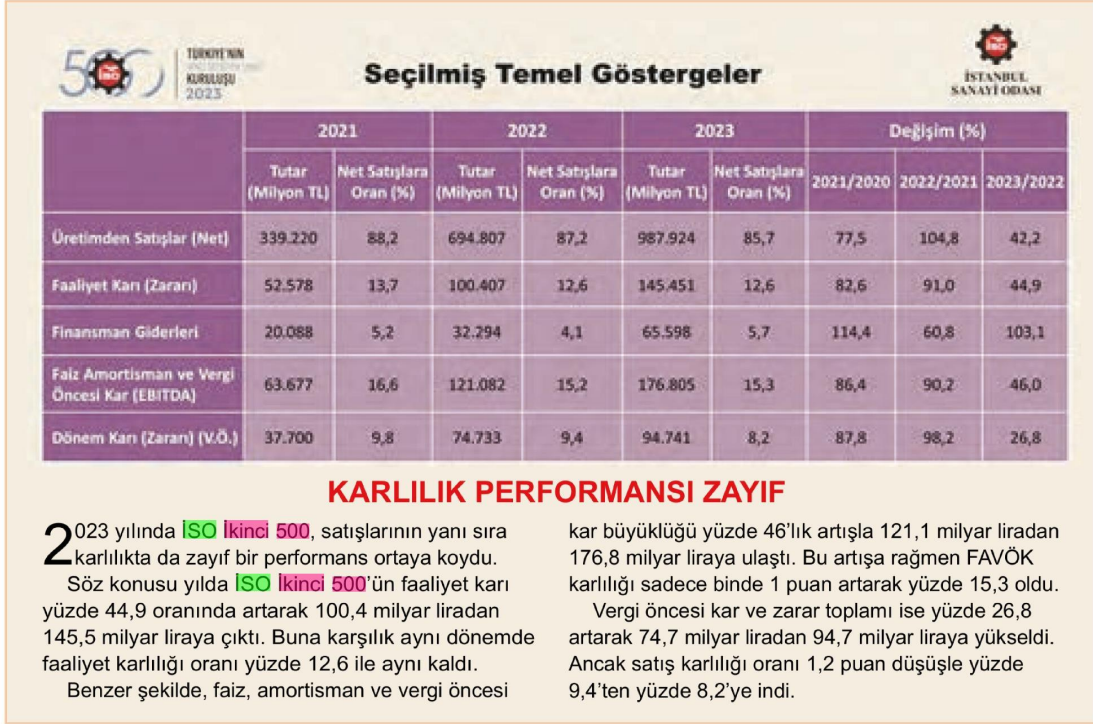 500
İSO
TÜRKİYE'NİN
KURULUŞU
2023
Seçilmiş Temel Göstergeler
İSO
İSTANBUL
SANAYİ ODASI
2021 2022 2023 Değişim (%)
Tutar (Milyon TL) Net Satışlara Oran (%) Tutar (Milyon TL) Net Satışlara Oran (%) Tutar (Milyon TL) Net Satışlara Oran (%) 2021/2020 2022/2021 2023/2022
Üretimden Satışlar (Net) 339.220 88,2 694.807 87,2 987.924 85,7 77,5 104,8 42,2
Faaliyet Karı (Zararı) 52.578 13,7 100.407 12,6 145.451 12,6 82,6 91,0 44,9
Finansman Giderleri 20.088 5,2 32.294 4,1 65.598 5,7 114,4 60,8 103,1
Faiz Amortisman ve Vergi
Öncesi Kar (EBITDA) 63.677 16,6 121.082 15,2 176.805 15,3 86,4 90,2 46,0
Dönem Karı (Zararı) (V.Ö.) 37.700 9,8 74.733 9,4 94.741 8,2 87,8 98,2 26,8
KARLILIK PERFORMANSI ZAYIF
2023 yılında İSO İkinci 500, satışlarının yanı sıra
karlılıkta da zayıf bir performans ortaya koydu.
Söz konusu yılda İSO İkinci 500'ün faaliyet karı
yüzde 44,9 oranında artarak 100,4 milyar liradan
145,5 milyar liraya çıktı. Buna karşılık aynı dönemde
faaliyet karlılığı oranı yüzde 12,6 ile aynı kaldı.
Benzer şekilde, faiz, amortisman ve vergi öncesi
kar büyüklüğü yüzde 46'lık artışla 121,1 milyar liradan
176,8 milyar liraya ulaştı. Bu artışa rağmen FAVÖK
karlılığı sadece binde 1 puan artarak yüzde 15,3 oldu.
Vergi öncesi kar ve zarar toplamı ise yüzde 26,8
artarak 74,7 milyar liradan 94,7 milyar liraya yükseldi.
Ancak satış karlılığı oranı 1,2 puan düşüşle yüzde
9,4'ten yüzde 8,2'ye indi.